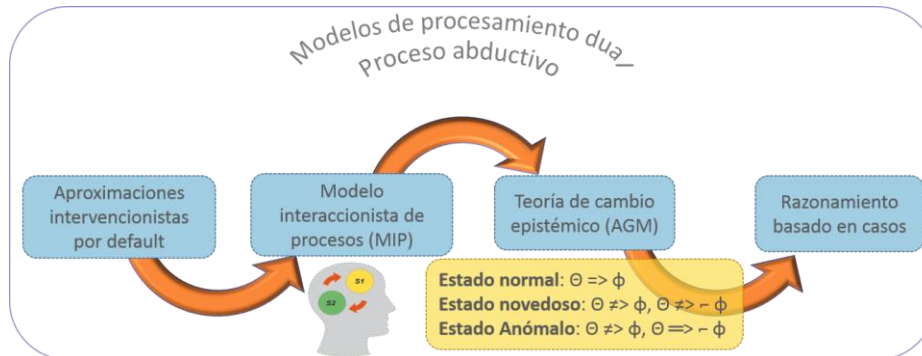 Modelos de procesamiento dual
Proceso abductivo
Aproximaciones
intervencionistas
por default
Modelo
interaccionista de
procesos (MIP)
Teoría de cambio
epistémico (AGM)
Razonamiento
basado en casos
S1
S2
Estado normal: Θ => ϕ
Estado novedoso: Θ ≠> ϕ, Θ ≠> ⌐ ϕ
Estado Anómalo: Θ ≠> ϕ, Θ ==> ⌐ ϕ